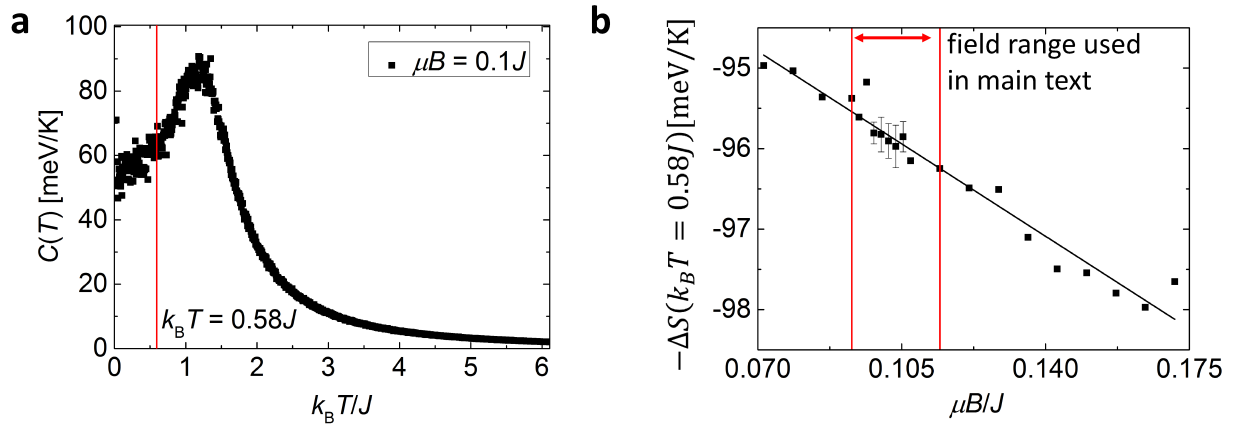 a
100
80
60
40
20
0
C(T) [meV/K]
μB = 0.1J
k_BT = 0.58J
0 1 2 3 4 5 6
k_BT/J
b
-95
-96
-97
-98
−ΔS(k_BT = 0.58J)[meV/K]
field range used
in main text
0.070 0.105 0.140 0.175
μB/J